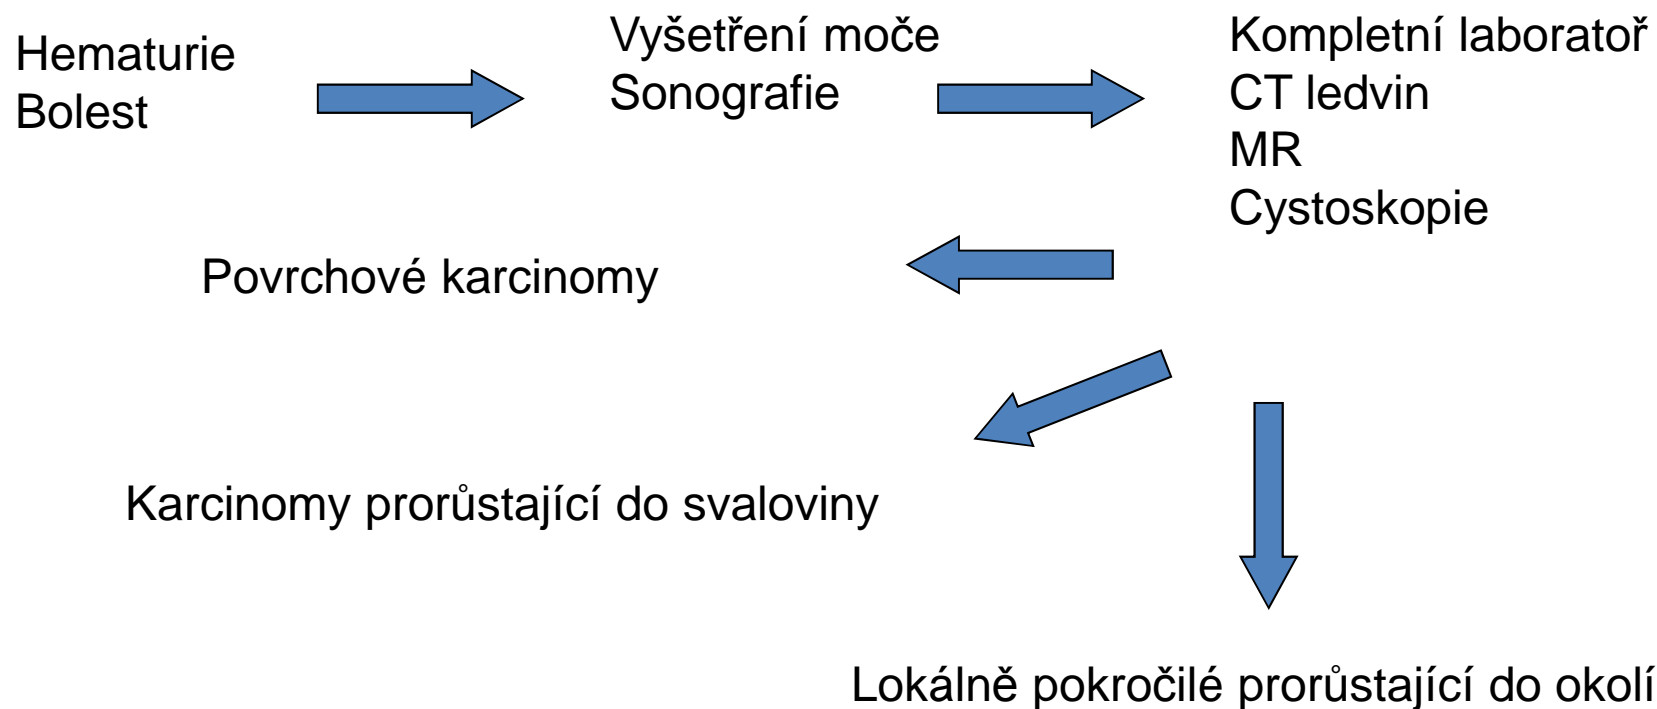 Hematurie
Bolest
Vyšetření moče
Sonografie
Kompletní laboratoř
CT ledvin
MR
Cystoskopie
Povrchové karcinomy
Karcinomy prorůstající do svaloviny
Lokálně pokročilé prorůstající do okolí